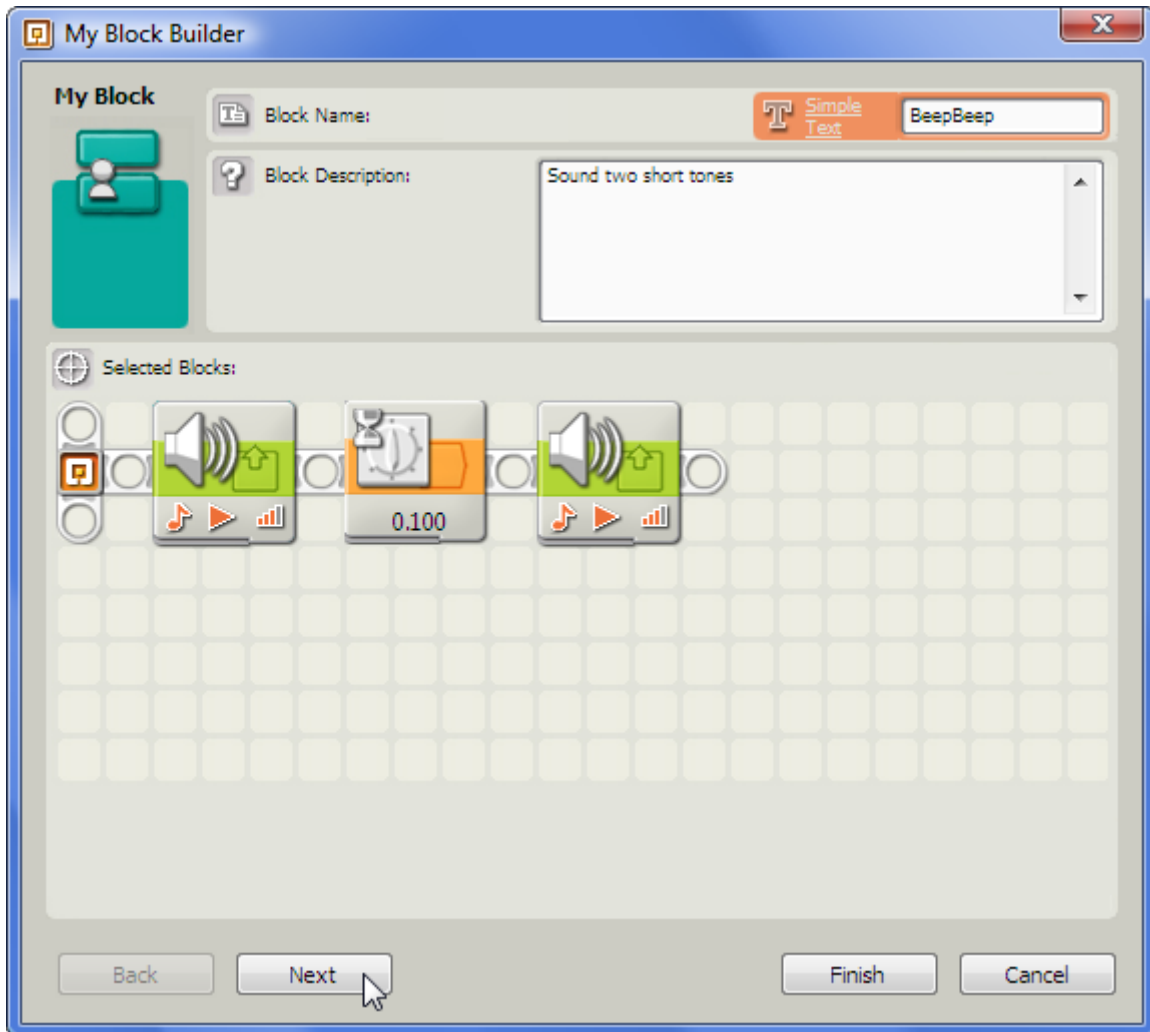 My Block Builder
My Block
Block Name:
Simple
Text
BeepBeep
Block Description:
Sound two short tones
Selected Blocks:
0.100
Back
Next
Finish
Cancel